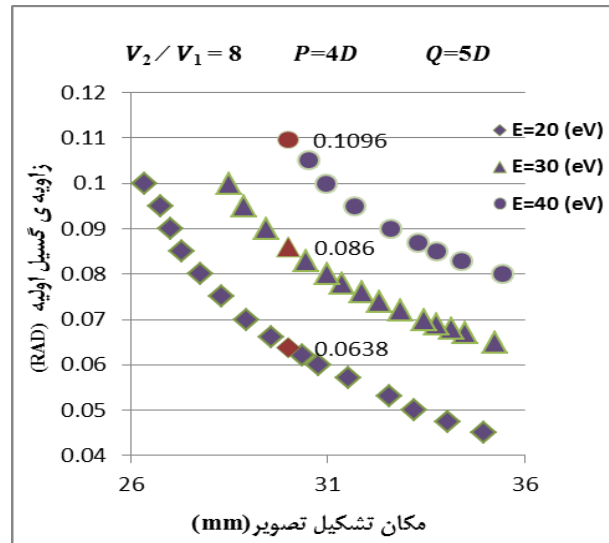 V₂ / V₁ = 8 P=4D Q=5D
0.12
0.11
0.1
0.09
0.08
0.07
0.06
0.05
0.04
زاویه ی گسیل اولیه
(RAD)
0.1096
0.086
0.0638
E=20 (eV)
E=30 (eV)
E=40 (eV)
26 31 36
مکان تشکیل تصویر(mm)